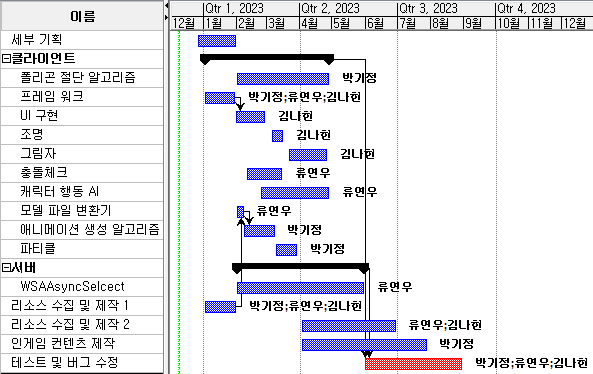 이름
Qtr 1, 2023 Qtr 2, 2023 Qtr 3, 2023 Qtr 4, 2023
12월 1월 2월 3월 4월 5월 6월 7월 8월 9월 10월 11월 12월
세부 기획
클라이언트
폴리곤 절단 알고리즘 박기정
프레임 워크 박기정;류연우;김나현
UI 구현 김나현
조명 김나현
그림자 김나현
충돌체크 류연우
캐릭터 행동 AI 류연우
모델 파일 변환기 류연우
애니메이션 생성 알고리즘 박기정
파티클 박기정
서버
WSAAsyncSelcect 류연우
리소스 수집 및 제작 1 박기정;류연우;김나현
리소스 수집 및 제작 2 류연우;김나현
인게임 컨텐츠 제작 박기정
테스트 및 버그 수정 박기정;류연우;김나현